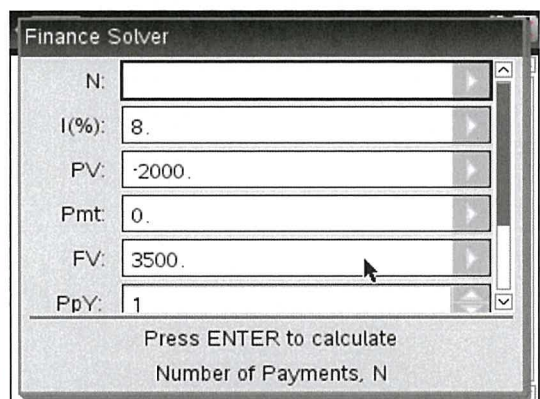 Finance Solver
N:
I(%): 8.
PV: -2000.
Pmt: 0.
FV: 3500.
PpY: 1
Press ENTER to calculate
Number of Payments, N